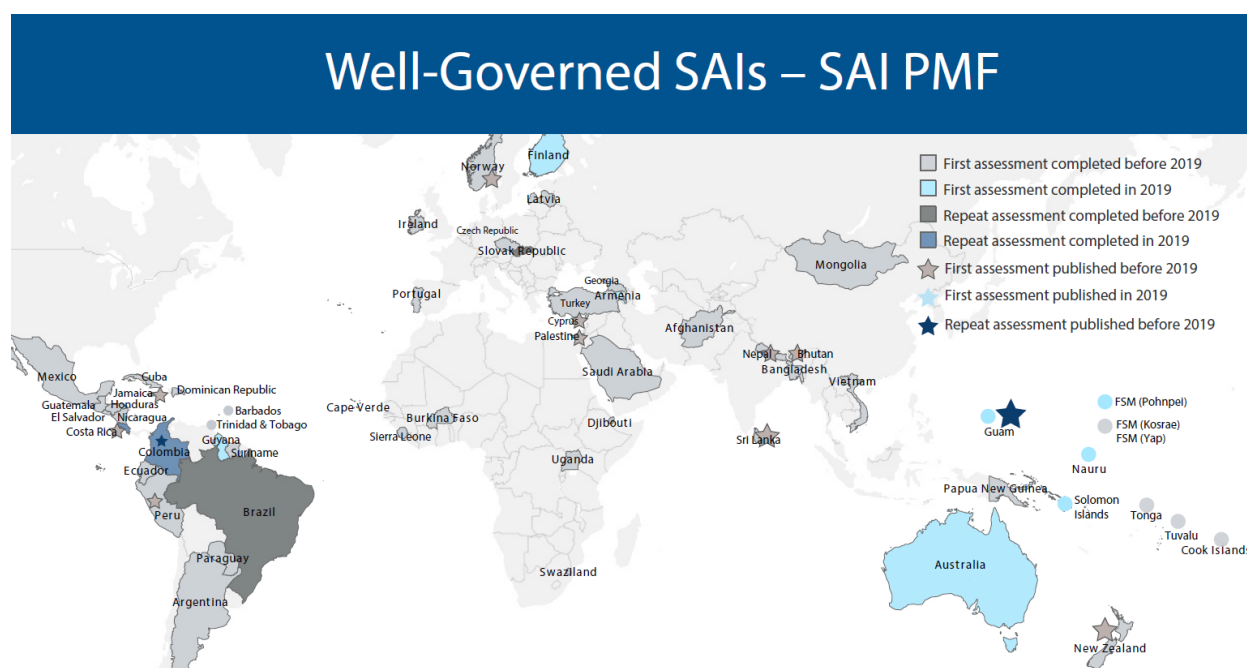 Well-Governed SAIs – SAI PMF
First assessment completed before 2019
First assessment completed in 2019
Repeat assessment completed before 2019
Repeat assessment completed in 2019
First assessment published before 2019
First assessment published in 2019
Repeat assessment published before 2019
Finland
Norway
Latvia
Ireland
Czech Republic
Slovak Republic
Mongolia
Georgia
Portugal
Armenia
Turkey
Cyprus
Afghanistan
Palestine
Nepal
Bhutan
Bangladesh
Saudi Arabia
Vietnam
Mexico
Cuba
Dominican Republic
Jamaica
Guatemala
Honduras
El Salvador
Nicaragua
Barbados
Costa Rica
Trinidad & Tobago
Cape Verde
Burkina Faso
Djibouti
Sierra Leone
Sri Lanka
Guam
FSM (Pohnpei)
FSM (Kosrae)
FSM (Yap)
Guyana
Colombia
Suriname
Ecuador
Uganda
Nauru
Papua New Guinea
Solomon
Islands
Peru
Brazil
Tonga
Tuvalu
Cook Islands
Paraguay
Swaziland
Australia
Argentina
New Zealand